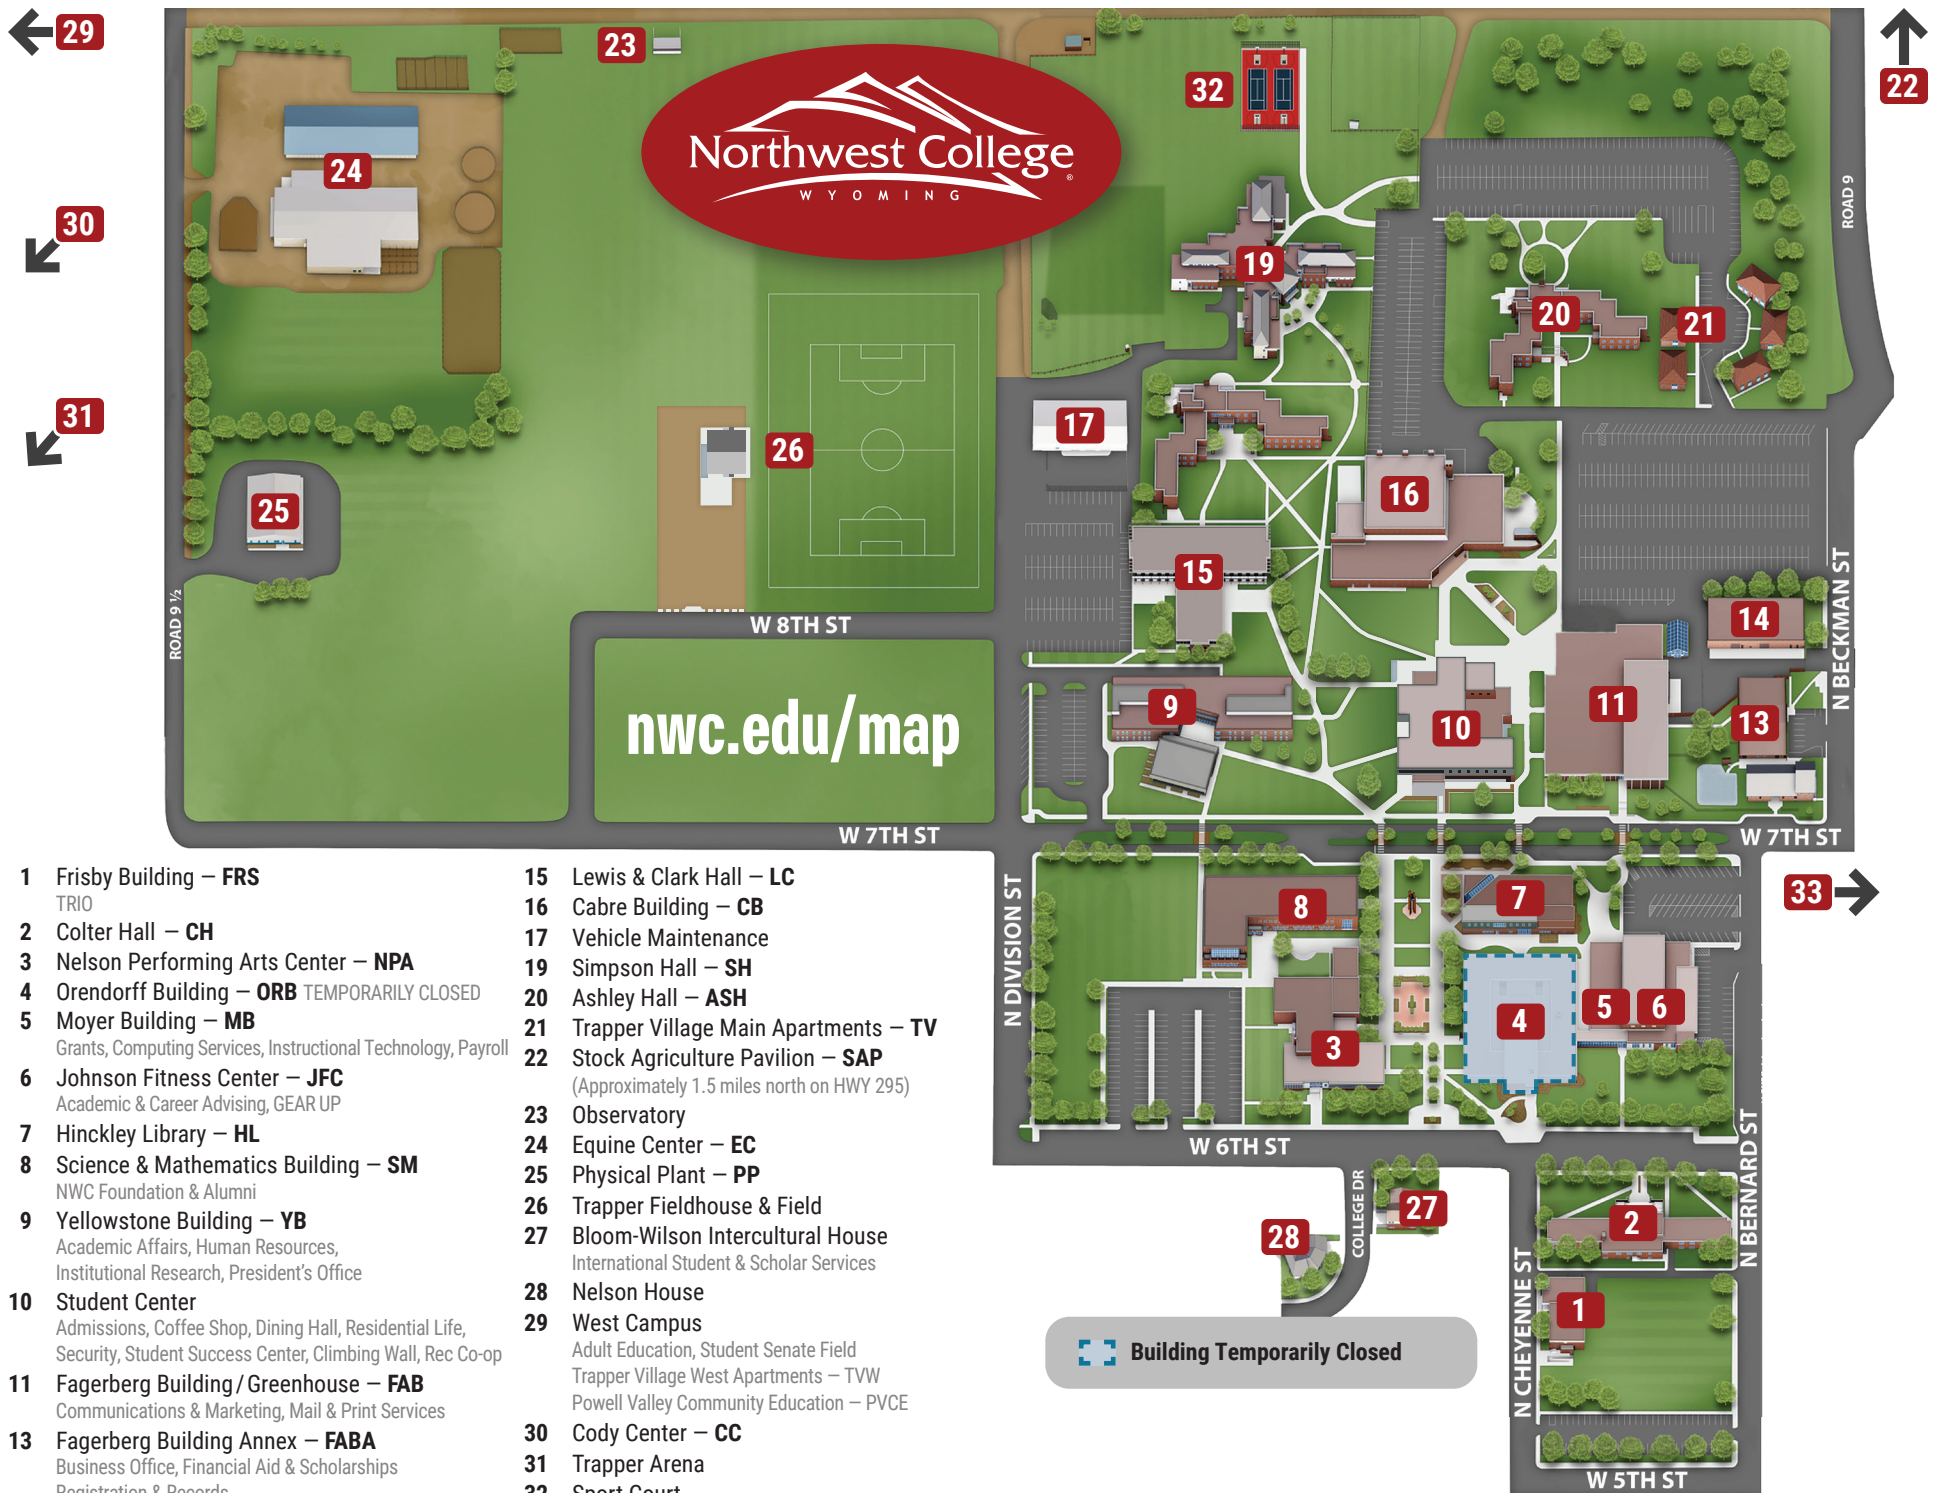 29
23
22
32
Northwest College ®
WYOMING
24
ROAD 9
30
19
20
21
31
17
26
16
25
15
14
ROAD 9 ½
W 8TH ST
N BECKMAN ST
nwc.edu/map
9
10
11
13
W 7TH ST
W 7TH ST
1 Frisby Building – FRS
TRIO
2 Colter Hall – CH
3 Nelson Performing Arts Center – NPA
4 Orendorff Building – ORB TEMPORARILY CLOSED
5 Moyer Building – MB
Grants, Computing Services, Instructional Technology, Payroll
6 Johnson Fitness Center – JFC
Academic & Career Advising, GEAR UP
7 Hinckley Library – HL
8 Science & Mathematics Building – SM
NWC Foundation & Alumni
9 Yellowstone Building – YB
Academic Affairs, Human Resources,
Institutional Research, President's Office
10 Student Center
Admissions, Coffee Shop, Dining Hall, Residential Life,
Security, Student Success Center, Climbing Wall, Rec Co-op
11 Fagerberg Building / Greenhouse – FAB
Communications & Marketing, Mail & Print Services
13 Fagerberg Building Annex – FABA
Business Office, Financial Aid & Scholarships
Registration & Records
15 Lewis & Clark Hall – LC
16 Cabre Building – CB
17 Vehicle Maintenance
19 Simpson Hall – SH
20 Ashley Hall – ASH
21 Trapper Village Main Apartments – TV
22 Stock Agriculture Pavilion – SAP
(Approximately 1.5 miles north on HWY 295)
23 Observatory
24 Equine Center – EC
25 Physical Plant – PP
26 Trapper Fieldhouse & Field
27 Bloom-Wilson Intercultural House
International Student & Scholar Services
28 Nelson House
29 West Campus
Adult Education, Student Senate Field
Trapper Village West Apartments – TVW
Powell Valley Community Education – PVCE
30 Cody Center – CC
31 Trapper Arena
32 Sport Court
N DIVISION ST
33
8
7
5
6
4
3
W 6TH ST
N BERNARD ST
COLLEGE DR
27
28
2
1
N CHEYENNE ST
Building Temporarily Closed
W 5TH ST